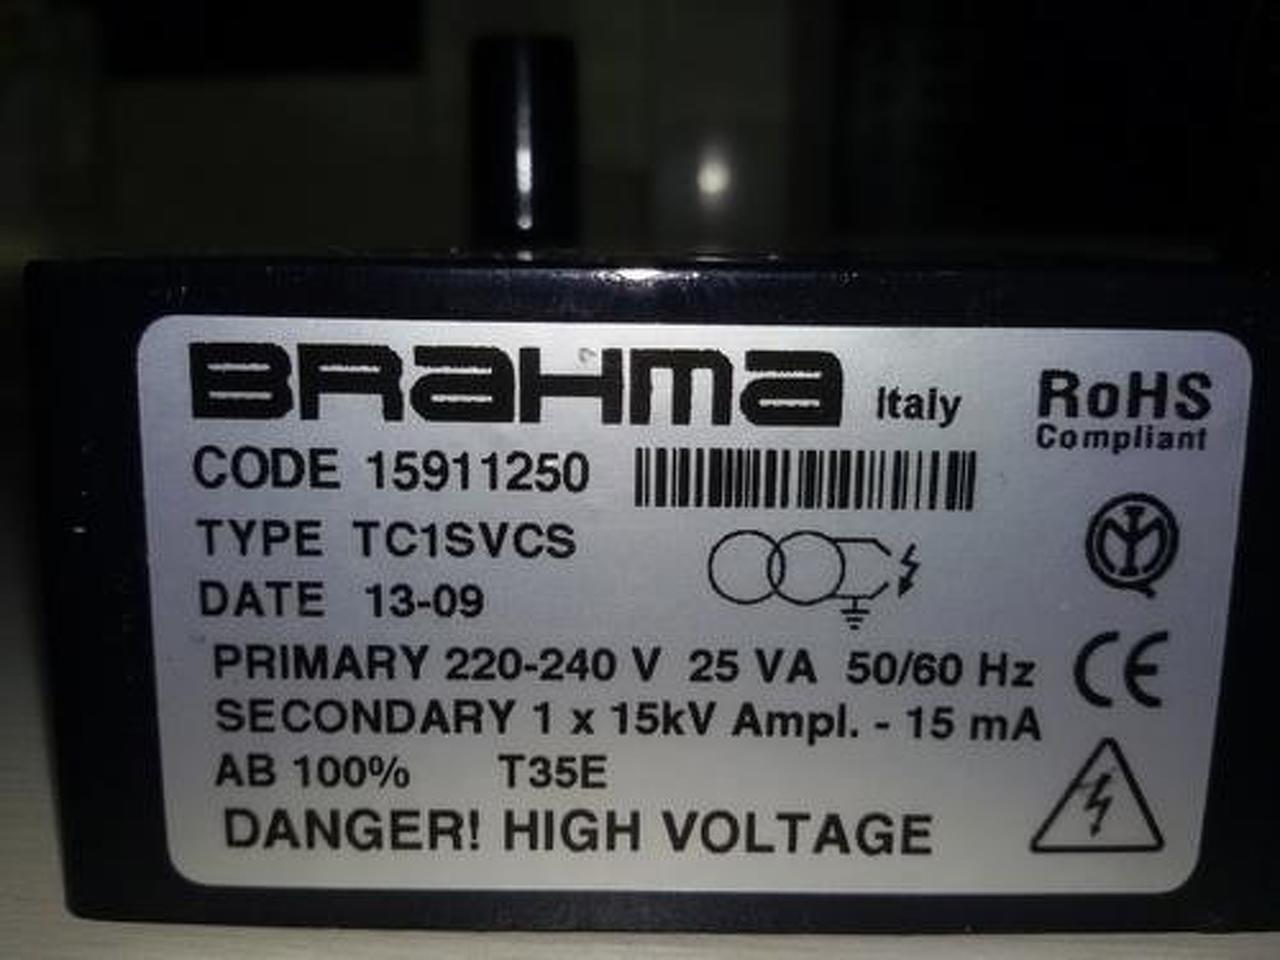 BRAHMA Italy
RoHS
Compliant
CODE 15911250
TYPE TC1SVCS
DATE 13-09
PRIMARY 220-240 V 25 VA 50/60 Hz
CE
SECONDARY 1 x 15kV Ampl. - 15 mA
AB 100% T35E
DANGER! HIGH VOLTAGE